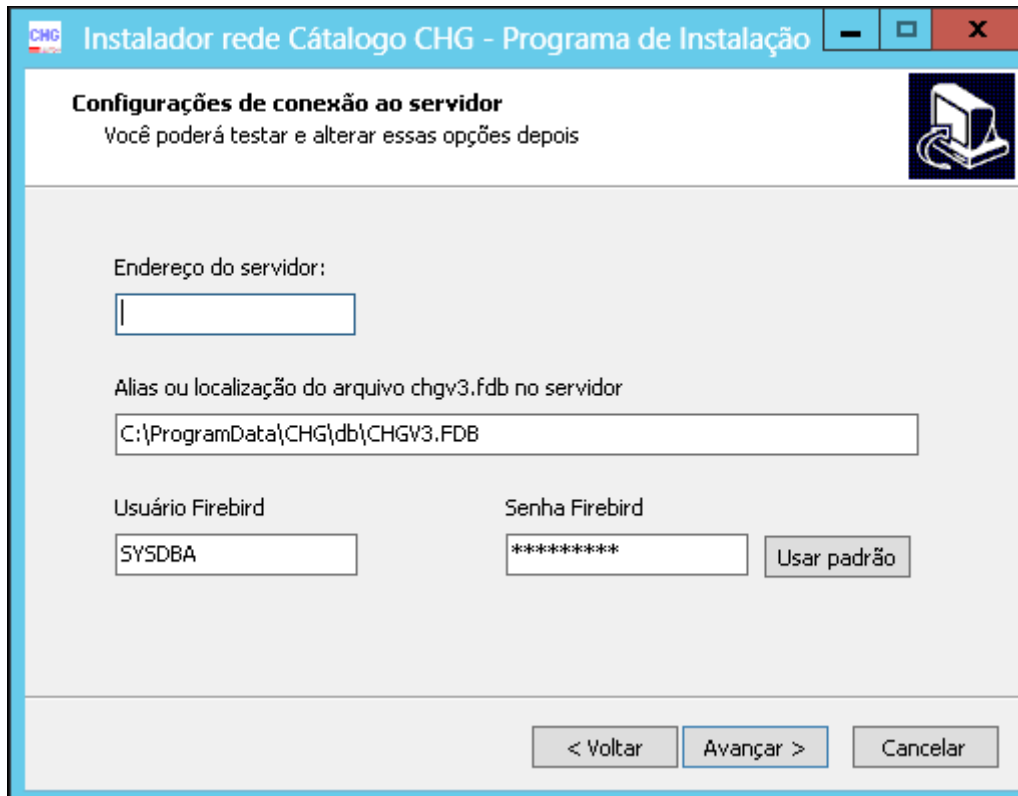 CHG
Instalador rede Cátalogo CHG - Programa de Instalação
Configurações de conexão ao servidor
Você poderá testar e alterar essas opções depois
Endereço do servidor:
Alias ou localização do arquivo chgv3.fdb no servidor
C:\ProgramData\CHG\db\CHGV3.FDB
Usuário Firebird
Senha Firebird
SYSDBA
*********
Usar padrão
< Voltar
Avançar >
Cancelar